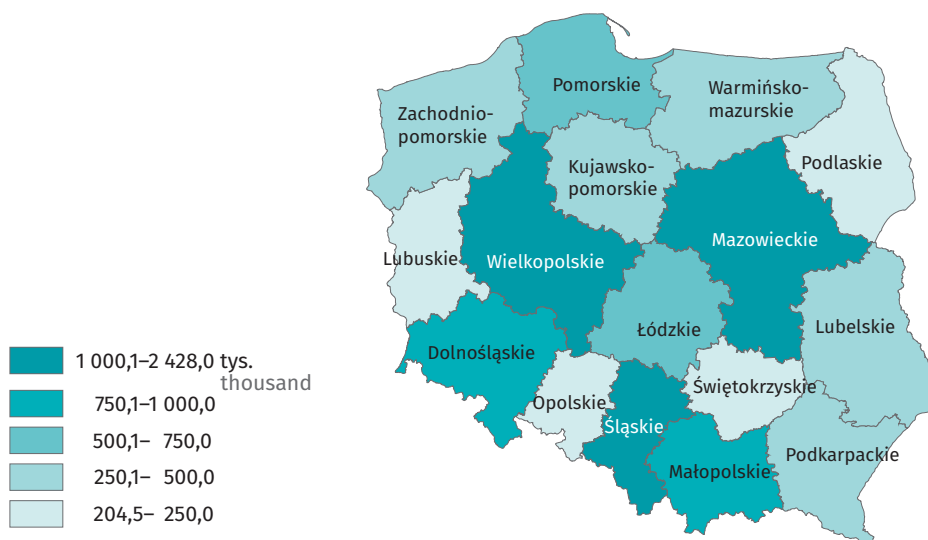 Pomorskie
Warmińsko-
mazurskie
Zachodnio-
pomorskie
Podlaskie
Kujawsko-
pomorskie
Mazowieckie
Lubuskie
Wielkopolskie
Łódzkie
Lubelskie
Dolnośląskie
Świętokrzyskie
Opolskie
Śląskie
Podkarpackie
Małopolskie
1 000,1–2 428,0 tys.
thousand
750,1–1 000,0
500,1– 750,0
250,1– 500,0
204,5– 250,0